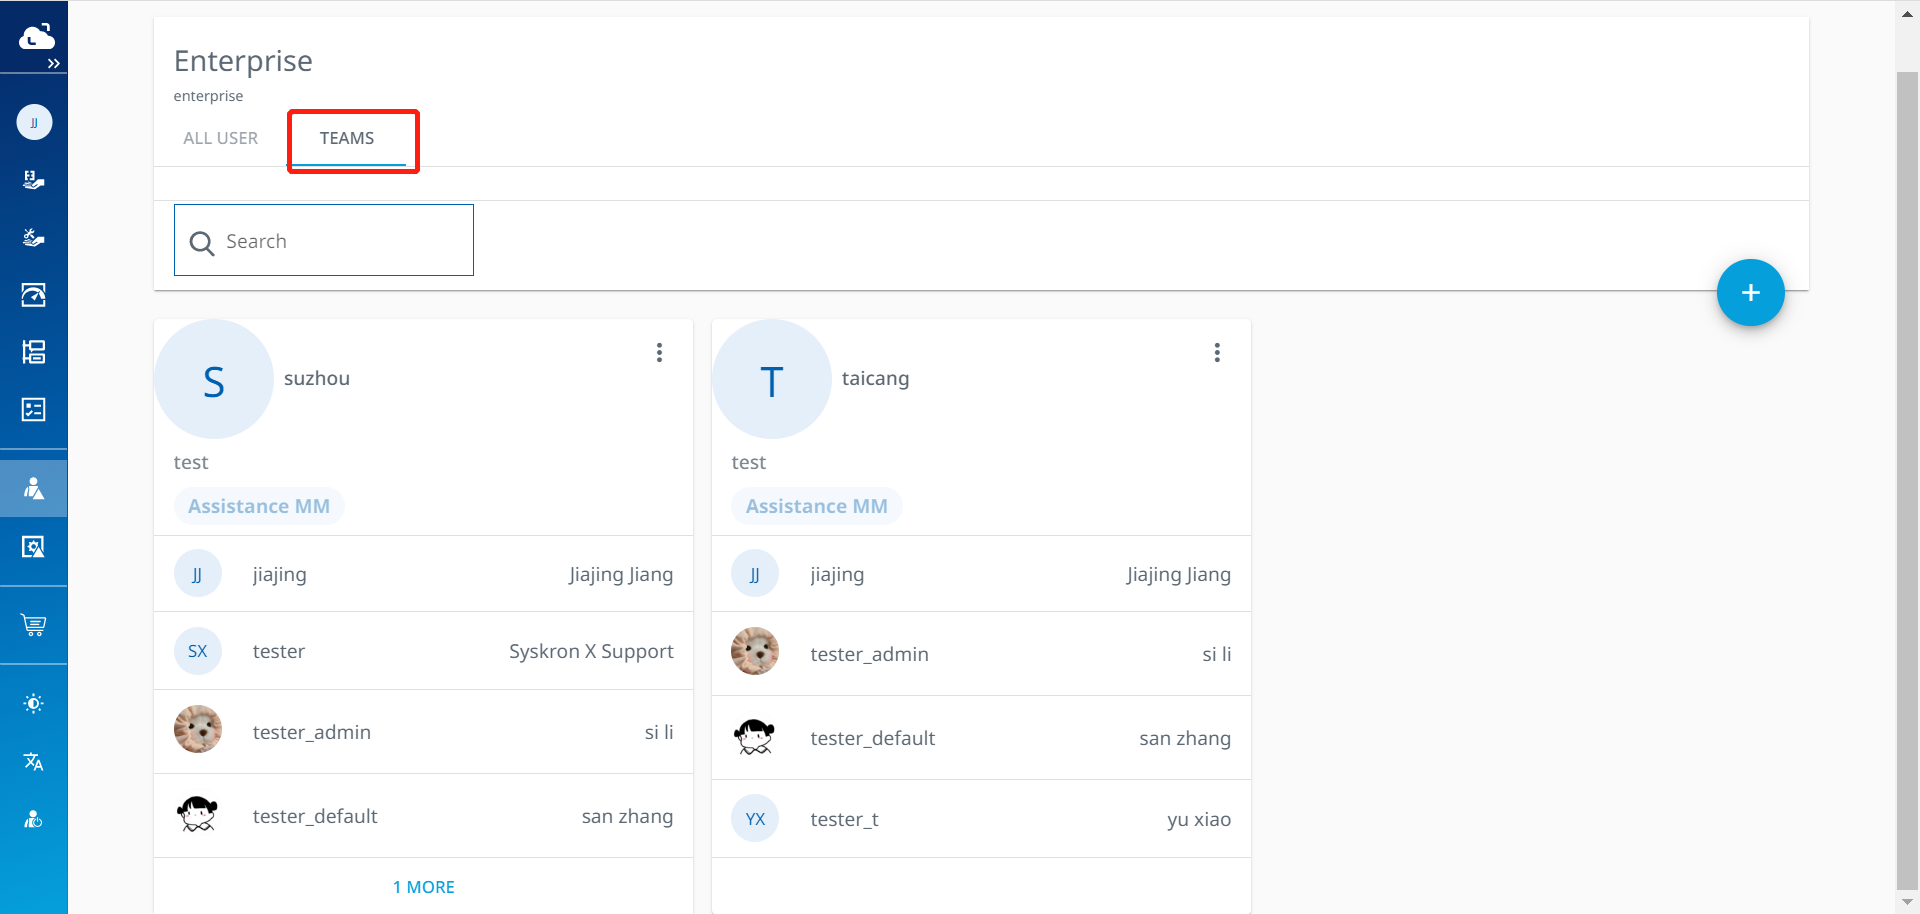 JJ
Enterprise
enterprise
ALL USER
TEAMS
Search
+
S
suzhou
test
Assistance MM
JJ
jiajing
Jiajing Jiang
SX
tester
Syskron X Support
tester_admin
si li
tester_default
san zhang
1 MORE
T
taicang
test
Assistance MM
JJ
jiajing
Jiajing Jiang
tester_admin
si li
tester_default
san zhang
YX
tester_t
yu xiao